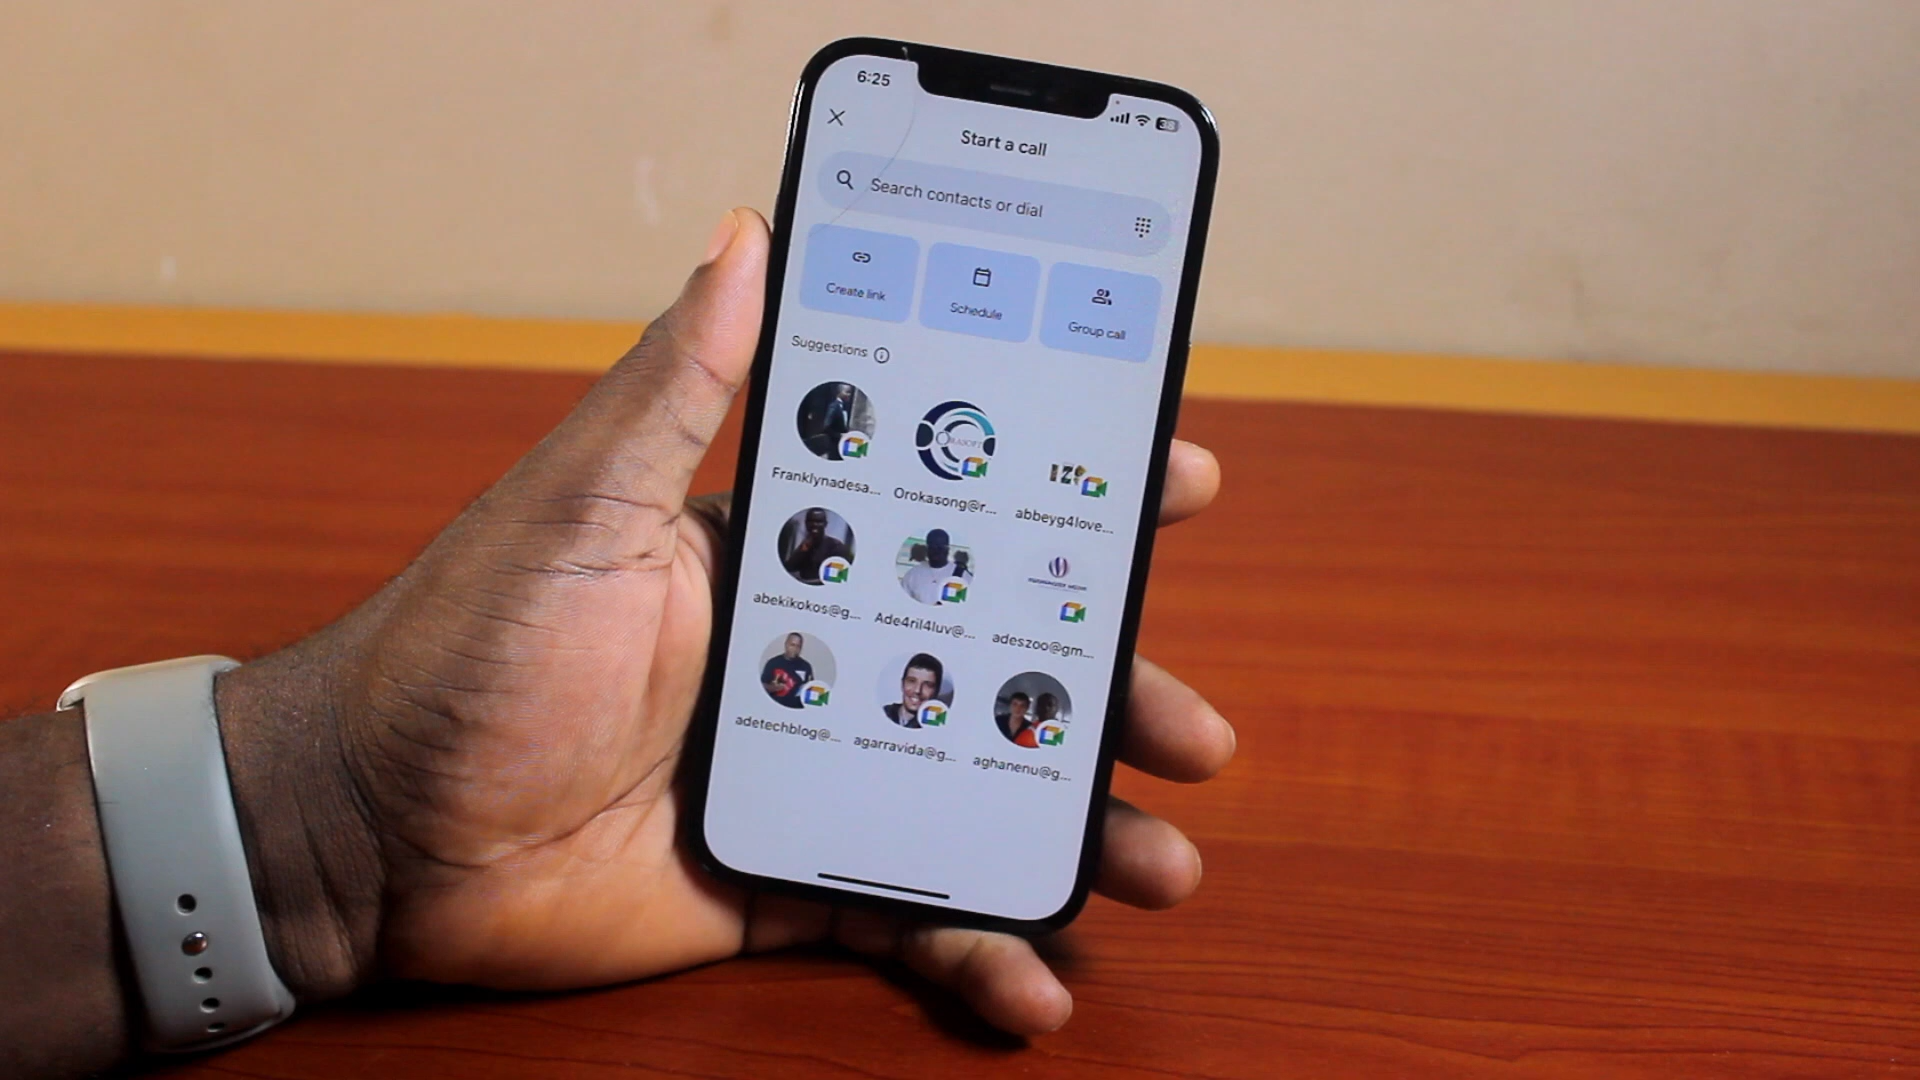 6:25
38
Start a call
Search contacts or dial
Create link
Schedule
Group call
Suggestions
Franklynadesa...
Orokasong@r...
abbeyg4love...
abekikokos@g...
Ade4ril4luv@...
adeszoo@gm...
adetechblog@...
agarravida@g...
aghanenu@g...